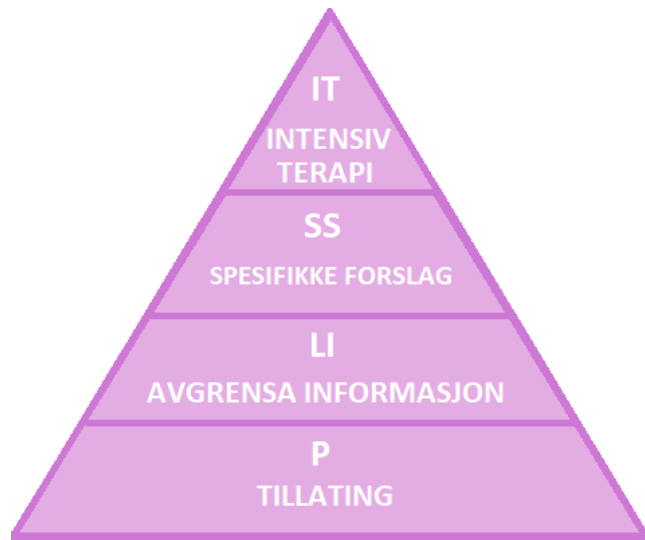 IT
INTENSIV
TERAPI
SS
SPESIFIKKE FORSLAG
LI
AVGRENSA INFORMASJON
P
TILLATING